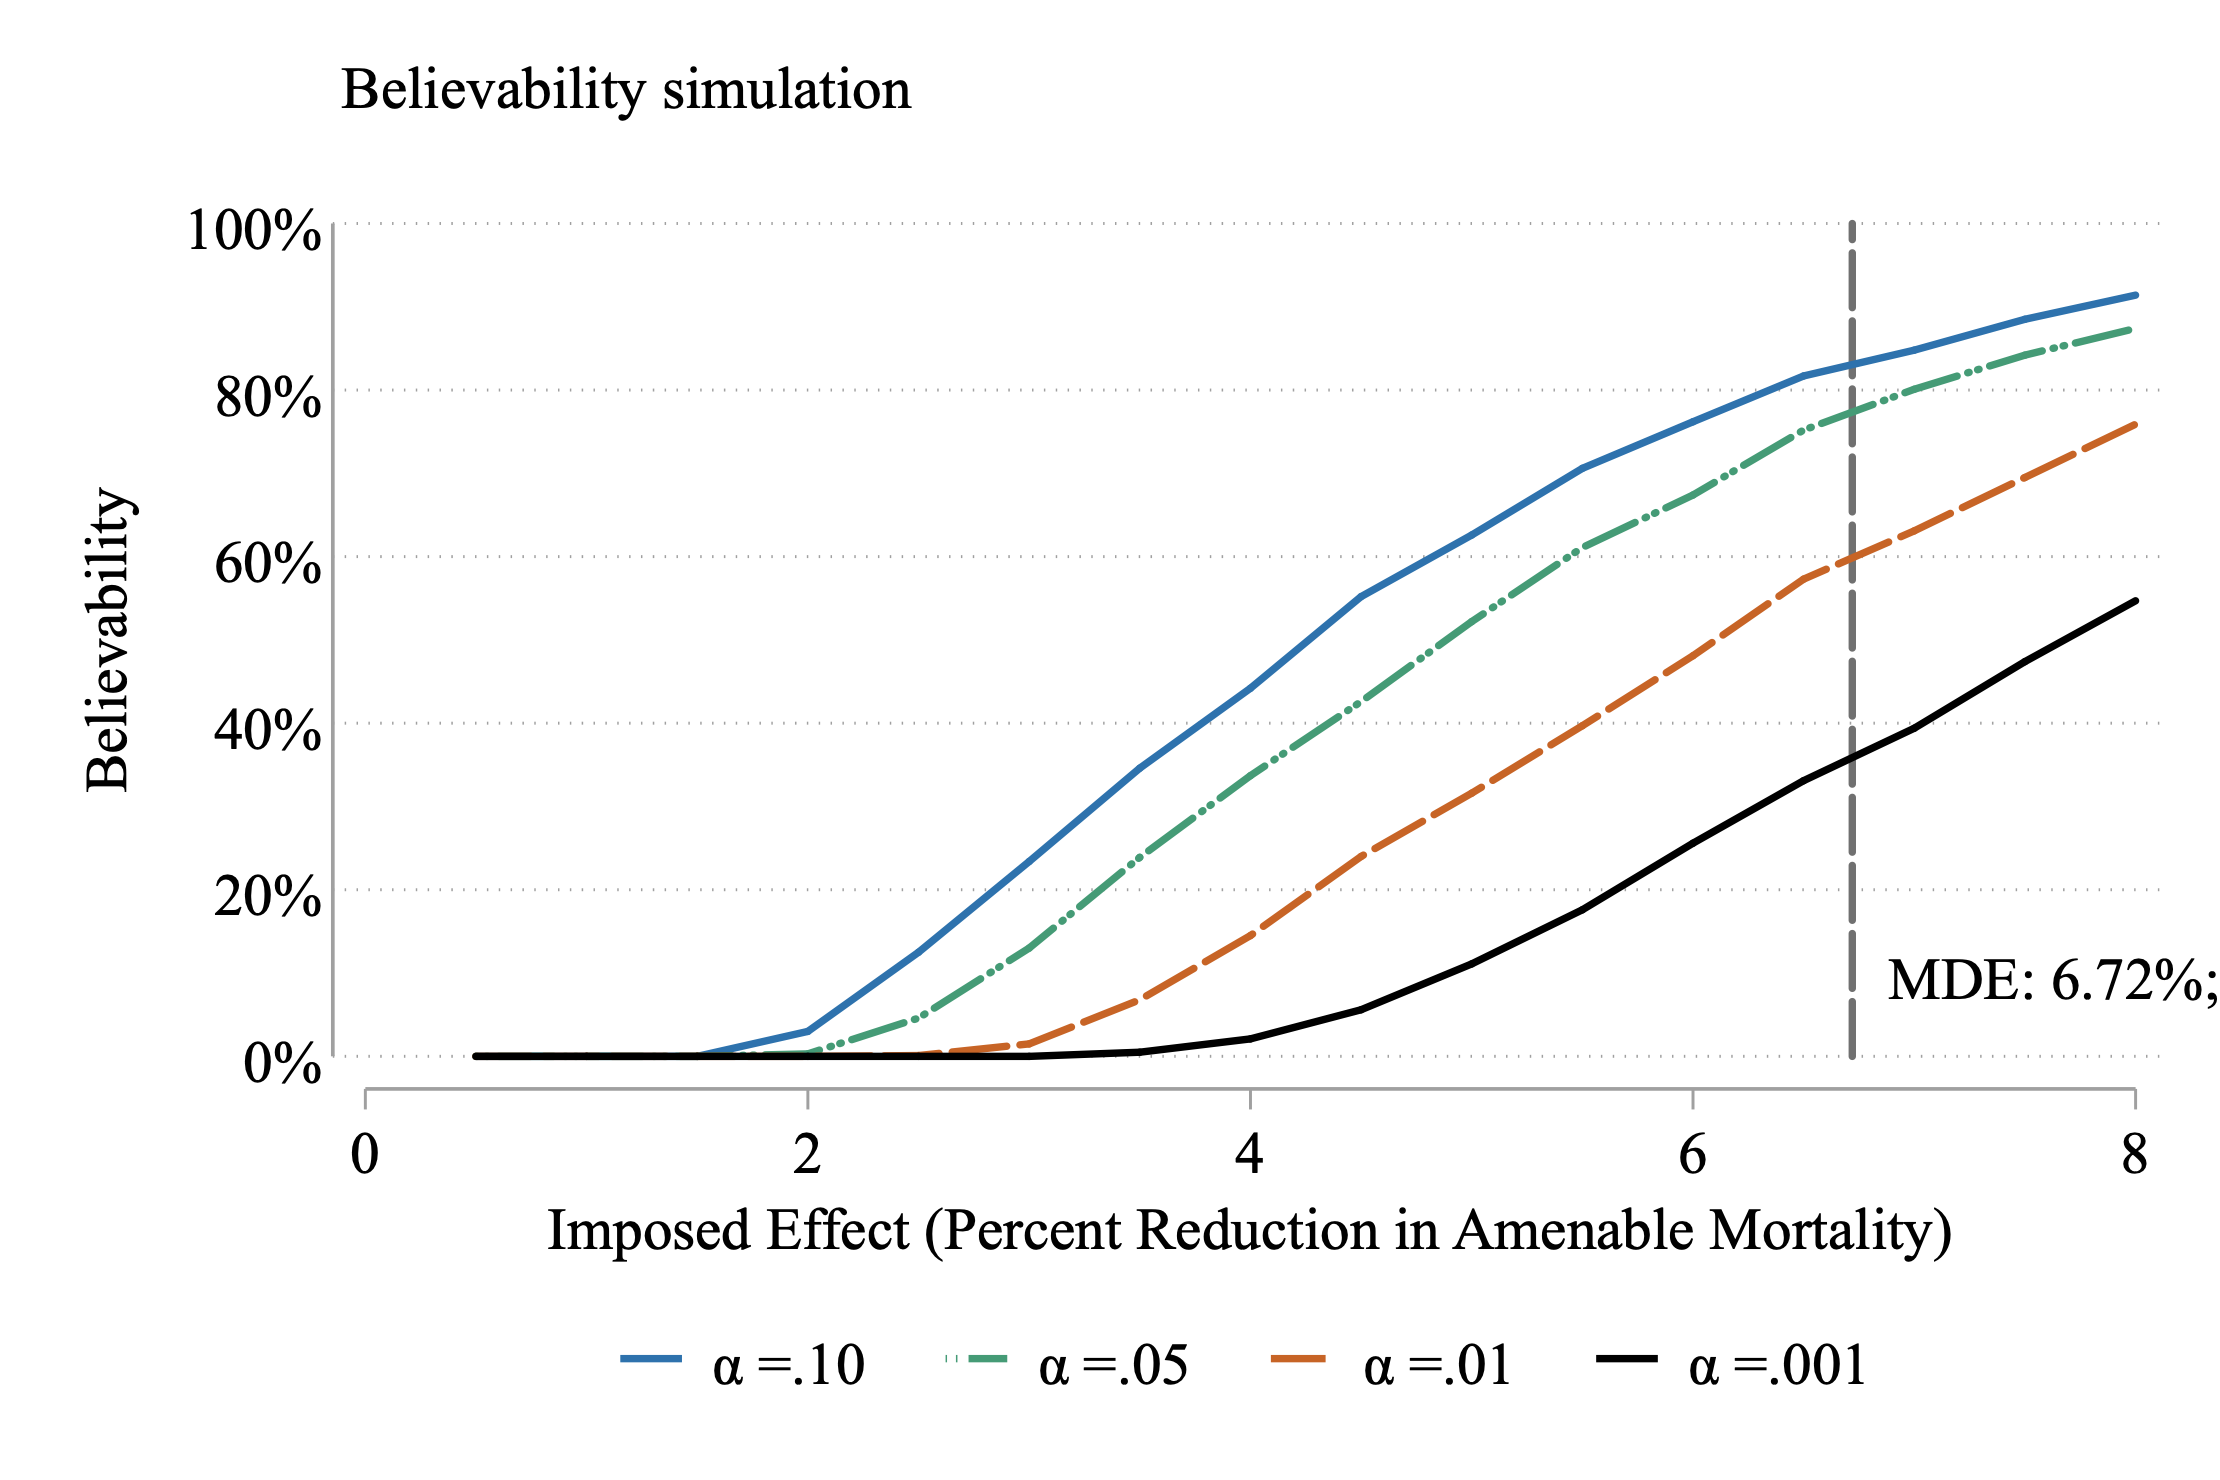 Believability simulation
100%
80%
60%
40%
20%
0%
Believability
MDE: 6.72%;
0 2 4 6 8
Imposed Effect (Percent Reduction in Amenable Mortality)
α =.10 α =.05 α =.01 α =.001